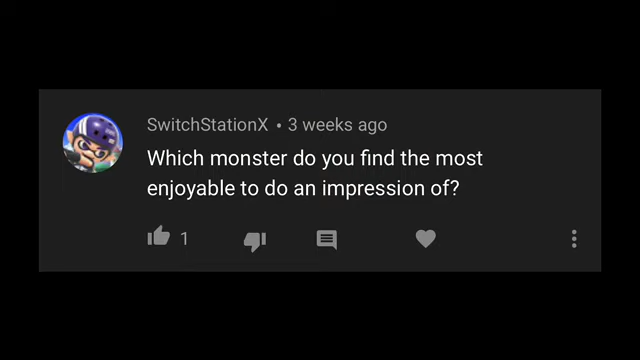 SwitchStationX • 3 weeks ago
Which monster do you find the most
enjoyable to do an impression of?
1